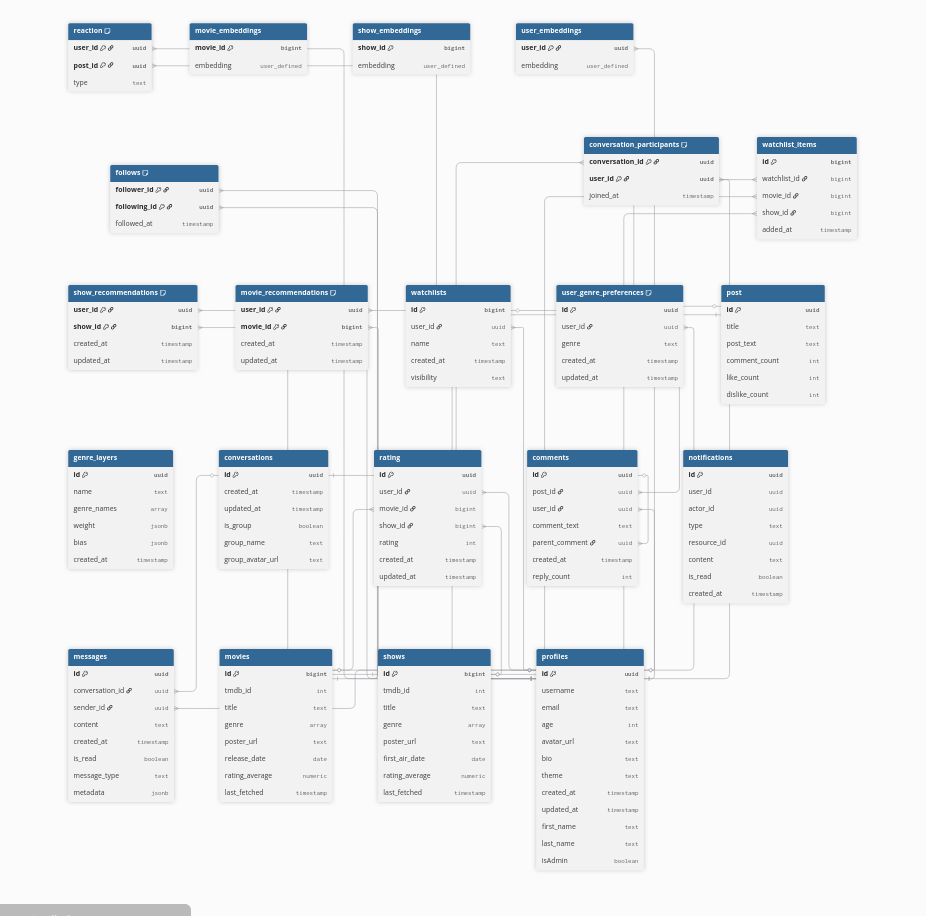 reaction
user_id uuid
post_id uuid
type text
movie_embeddings
movie_id bigint
embedding user_defined
show_embeddings
show_id bigint
embedding user_defined
user_embeddings
user_id uuid
embedding user_defined
conversation_participants
conversation_id uuid
user_id uuid
joined_at timestamp
watchlist_items
id bigint
watchlist_id bigint
movie_id bigint
show_id bigint
added_at timestamp
follows
follower_id uuid
following_id uuid
followed_at timestamp
show_recommendations
user_id uuid
show_id bigint
created_at timestamp
updated_at timestamp
movie_recommendations
user_id uuid
movie_id bigint
created_at timestamp
updated_at timestamp
watchlists
id bigint
user_id uuid
name text
created_at timestamp
visibility text
user_genre_preferences
id uuid
user_id uuid
genre text
created_at timestamp
updated_at timestamp
post
id uuid
title text
post_text text
comment_count int
like_count int
dislike_count int
genre_layers
id uuid
name text
genre_names array
weight jsonb
bias jsonb
created_at timestamp
conversations
id uuid
created_at timestamp
updated_at timestamp
is_group boolean
group_name text
group_avatar_url text
rating
id uuid
user_id uuid
movie_id bigint
show_id bigint
rating int
created_at timestamp
updated_at timestamp
comments
id uuid
post_id uuid
user_id uuid
comment_text text
parent_comment uuid
created_at timestamp
reply_count int
notifications
id uuid
user_id uuid
actor_id uuid
type text
resource_id uuid
content text
is_read boolean
created_at timestamp
messages
id uuid
conversation_id uuid
sender_id uuid
content text
created_at timestamp
is_read boolean
message_type text
metadata jsonb
movies
id bigint
tmdb_id int
title text
genre array
poster_url text
release_date date
rating_average numeric
last_fetched timestamp
shows
id bigint
tmdb_id int
title text
genre array
poster_url text
first_air_date date
rating_average numeric
last_fetched timestamp
profiles
id uuid
username text
email text
age int
avatar_url text
bio text
theme text
created_at timestamp
updated_at timestamp
first_name text
last_name text
isAdmin boolean